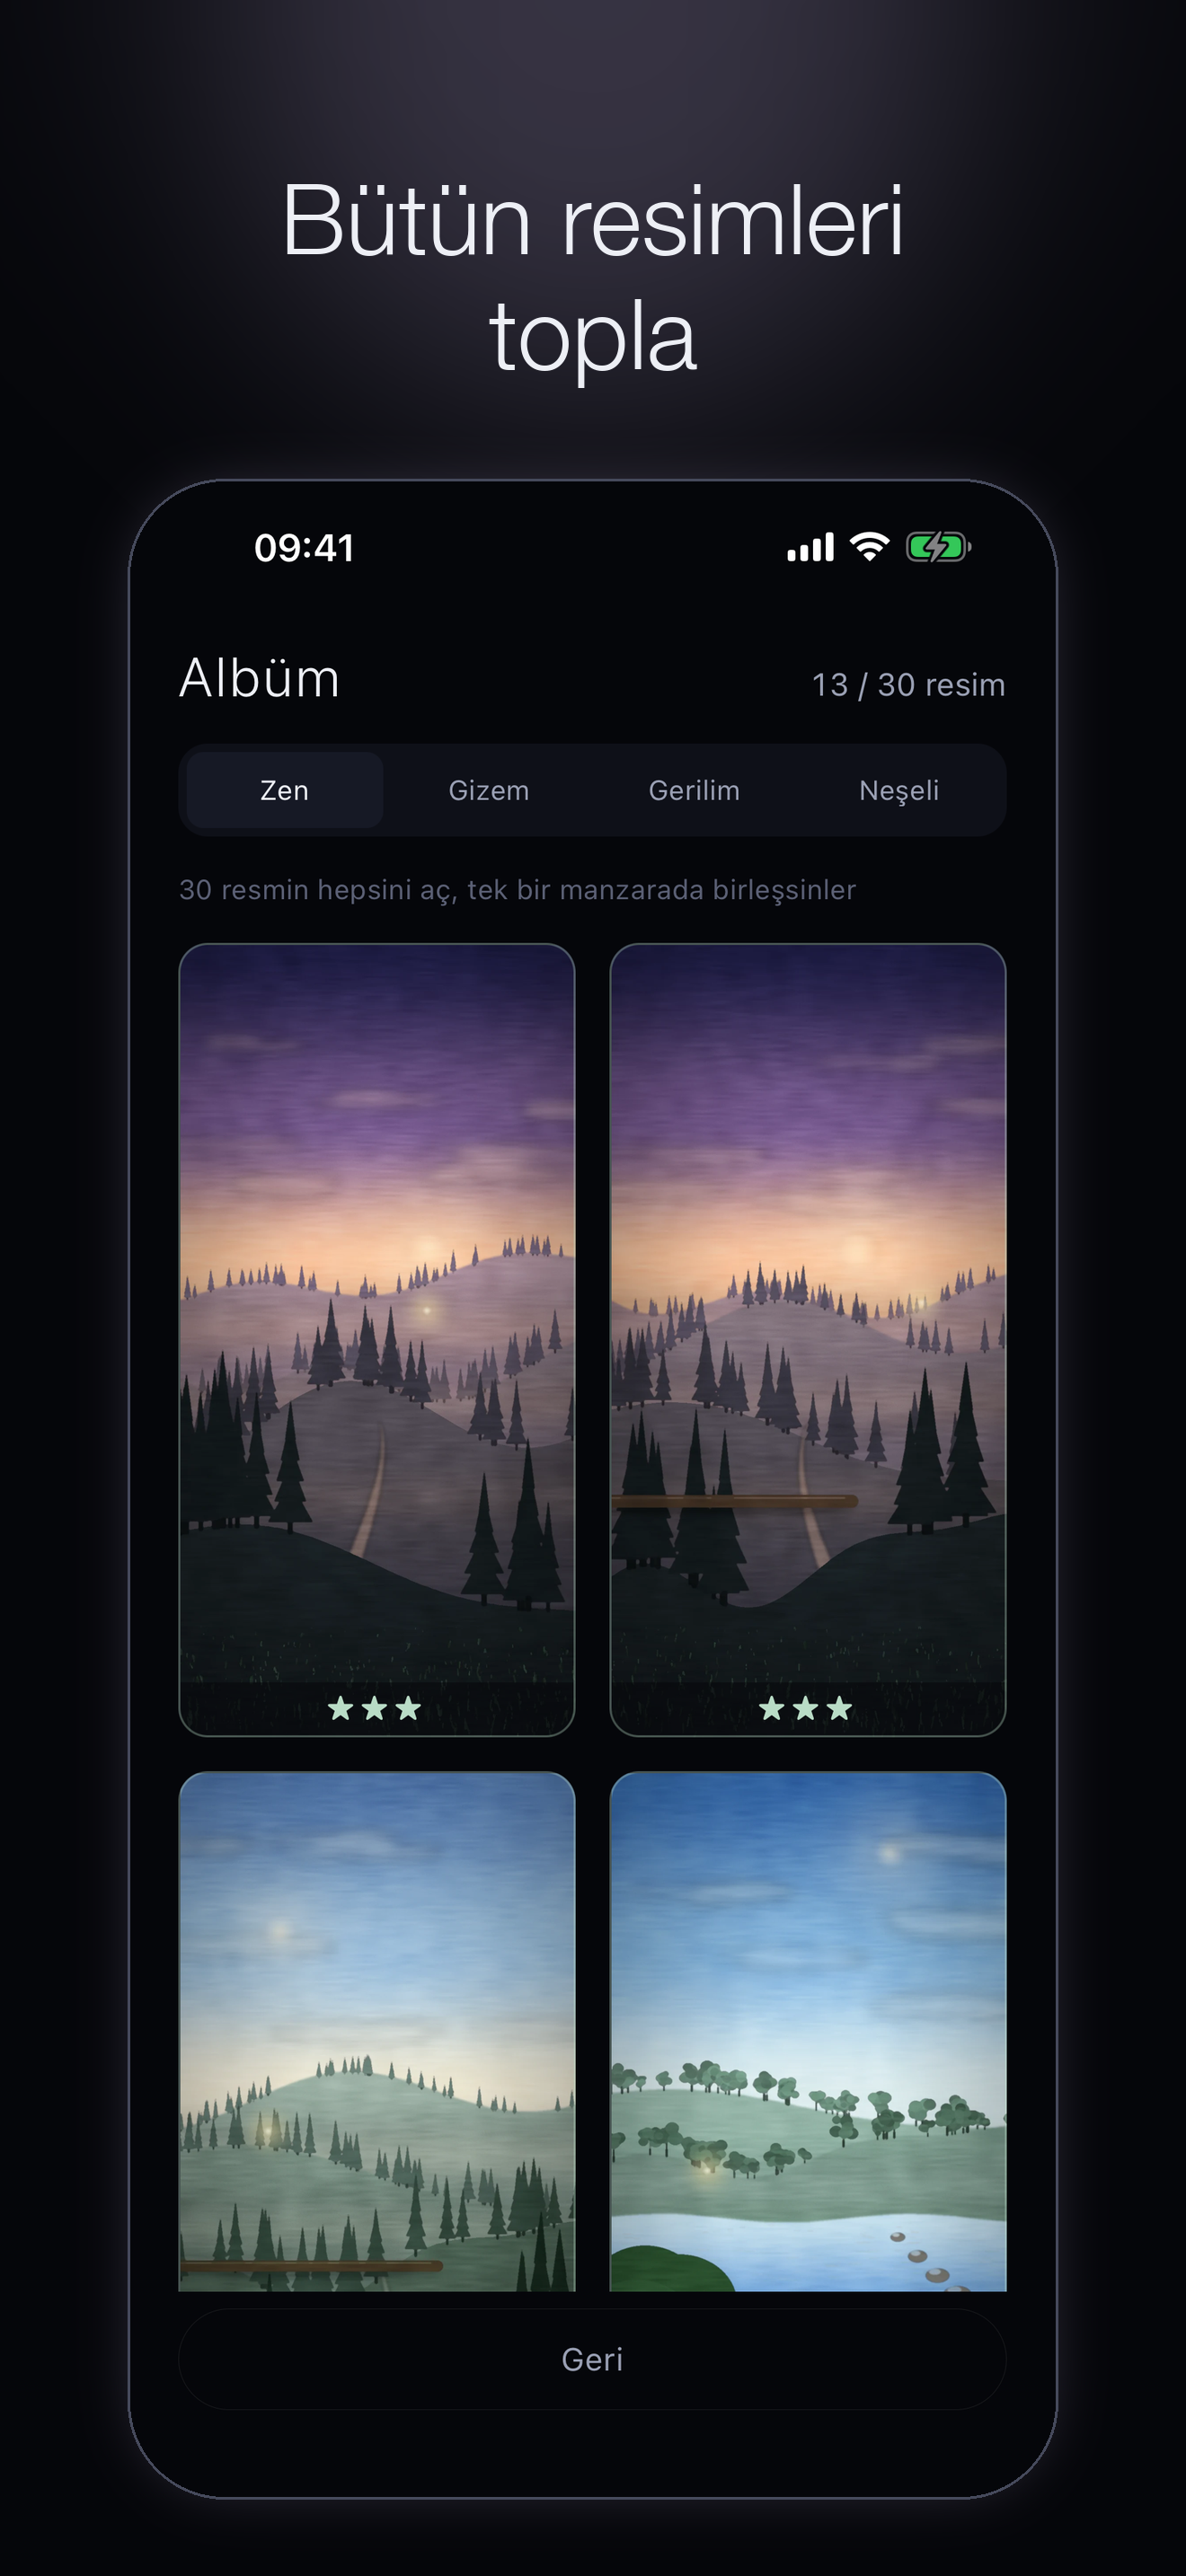 Bütün resimleri
topla
09:41
Albüm
13 / 30 resim
Zen
Gizem
Gerilim
Neşeli
30 resmin hepsini aç, tek bir manzarada birleşsinler
Geri